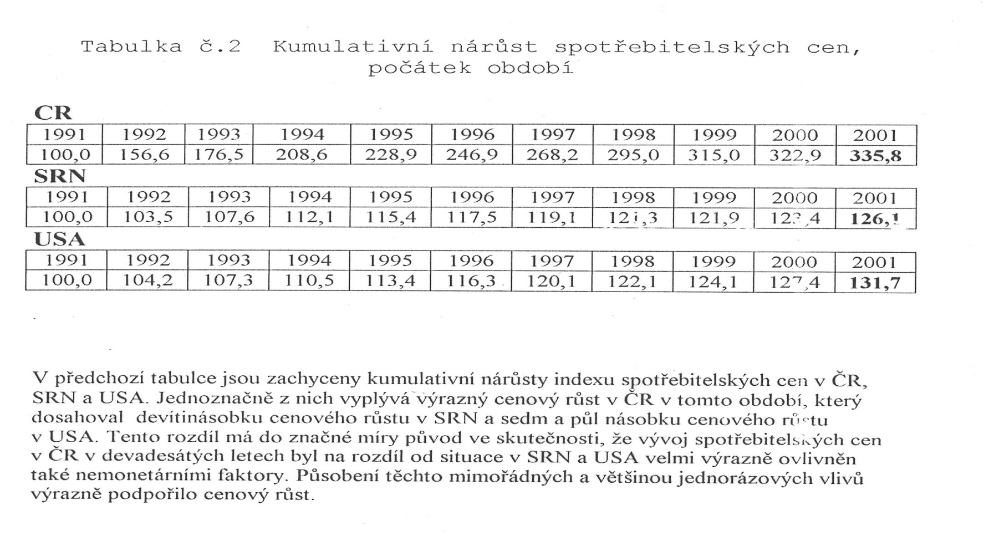 Tabulka č.2 Kumulativní nárůst spotřebitelských cen,
počátek období
CR
1991 1992 1993 1994 1995 1996 1997 1998 1999 2000 2001
100,0 156,6 176,5 208,6 228,9 246,9 268,2 295,0 315,0 322,9 335,8
SRN
1991 1992 1993 1994 1995 1996 1997 1998 1999 2000 2001
100,0 103,5 107,6 112,1 115,4 117,5 119,1 121,3 121,9 123,4 126,1
USA
1991 1992 1993 1994 1995 1996 1997 1998 1999 2000 2001
100,0 104,2 107,3 110,5 113,4 116,3 120,1 122,1 124,1 127,4 131,7
V předchozí tabulce jsou zachyceny kumulativní nárůsty indexu spotřebitelských cen v ČR,
SRN a USA. Jednoznačně z nich vyplývá výrazný cenový růst v ČR v tomto období, který
dosahoval devítinásobku cenového růstu v SRN a sedm a půl násobku cenového růstu
v USA. Tento rozdíl má do značné míry původ ve skutečnosti, že vývoj spotřebitelských cen
v ČR v devadesátých letech byl na rozdíl od situace v SRN a USA velmi výrazně ovlivněn
také nemonetárními faktory. Působení těchto mimořádných a většinou jednorázových vlivů
výrazně podpořilo cenový růst.